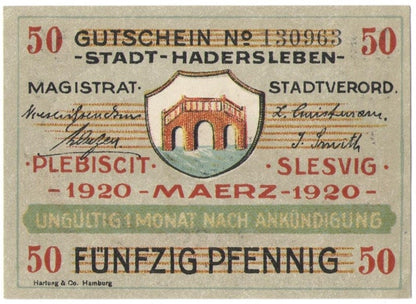 50 GUTSCHEIN No 130963 50
-STADT-HADERSLEBEN-
MAGISTRAT STADTVERORD.
J. Smith
·PLEBISCIT· ·SLESVIG·
-1920-MAERZ-1920-
UNGÜLTIG 1 MONAT NACH ANKÜNDIGUNG
50 FÜNFZIG PFENNIG 50
Hartung & Co. Hamburg